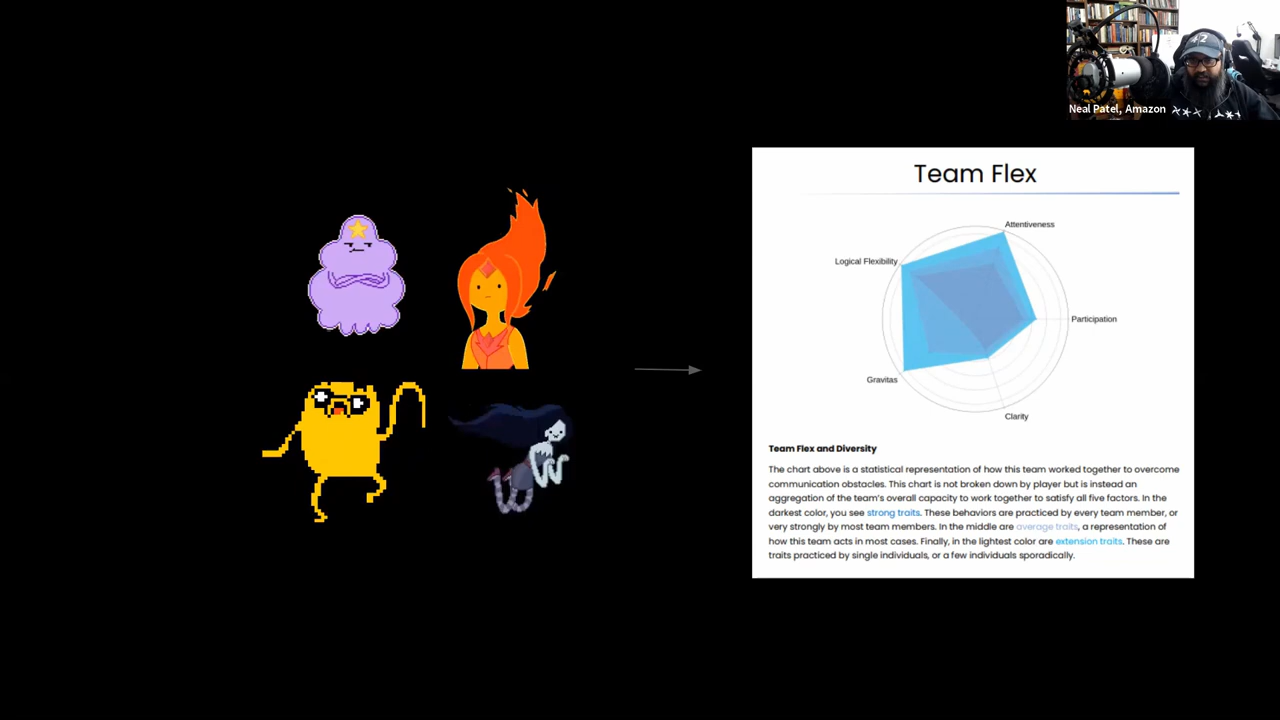 Neal Patel, Amazon
Team Flex
Attentiveness
Logical Flexibility
Participation
Gravitas
Clarity
Team Flex and Diversity
The chart above is a statistical representation of how this team worked together to overcome
communication obstacles. This chart is not broken down by player but is instead an
aggregation of the team's overall capacity to work together to satisfy all five factors. In the
darkest color, you see strong traits. These behaviors are practiced by every team member, or
very strongly by most team members. In the middle are average traits, a representation of
how this team acts in most cases. Finally, in the lightest color are extension traits. These are
traits practiced by single individuals, or a few individuals sporadically.